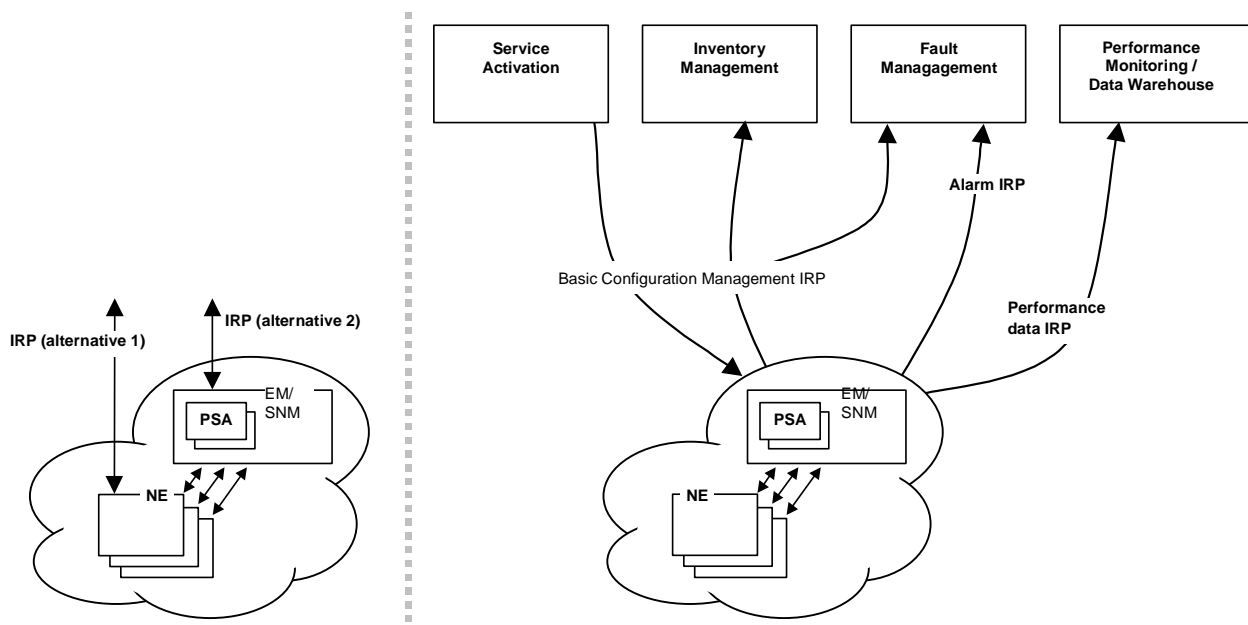 Service
Activation
Inventory
Management
Fault
Managagement
Performance
Monitoring /
Data Warehouse
Alarm IRP
Basic Configuration Management IRP
Performance
data IRP
IRP (alternative 2)
IRP (alternative 1)
EM/
SNM
PSA
NE
EM/
SNM
PSA
NE